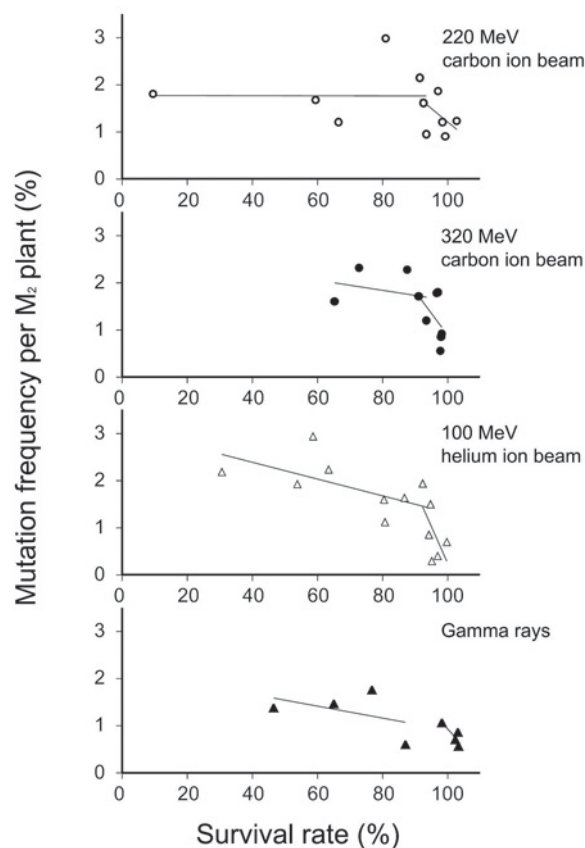 Mutation frequency per M₂ plant (%)
220 MeV
carbon ion beam
3
2
1
0
0 20 40 60 80 100
320 MeV
carbon ion beam
3
2
1
0
0 20 40 60 80 100
100 MeV
helium ion beam
3
2
1
0
0 20 40 60 80 100
Gamma rays
3
2
1
0
0 20 40 60 80 100
Survival rate (%)